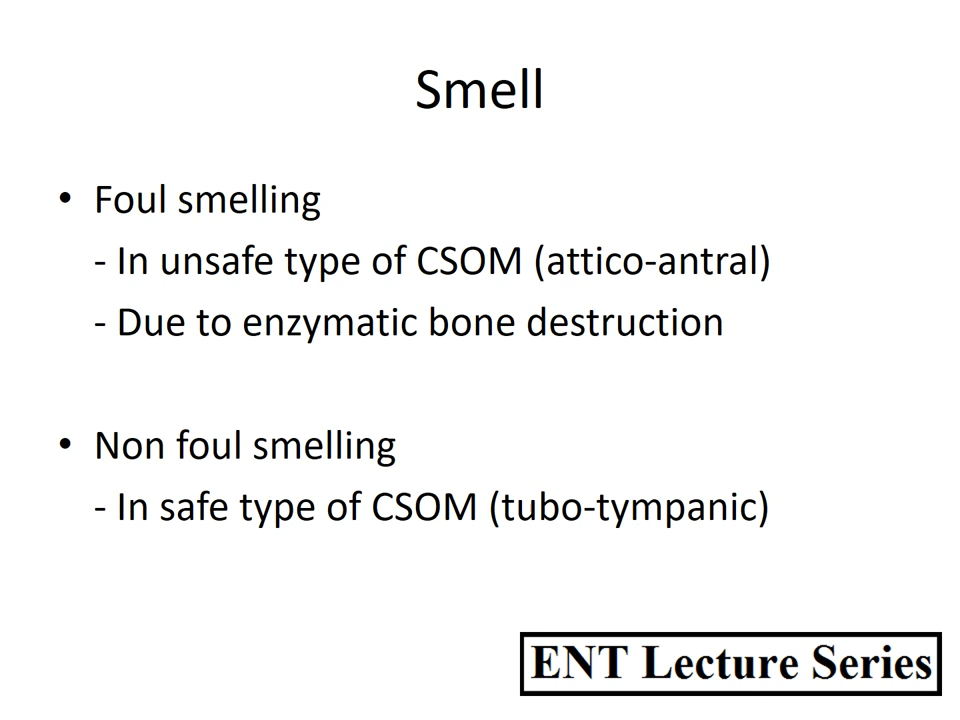 Smell
• Foul smelling
- In unsafe type of CSOM (attico-antral)
- Due to enzymatic bone destruction
• Non foul smelling
- In safe type of CSOM (tubo-tympanic)
ENT Lecture Series